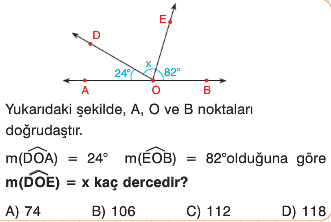 E
D
x
24° 82°
A O B
Yukarıdaki şekilde, A, O ve B noktaları
doğrudaştır.
m(DOA) = 24° m(EOB) = 82°olduğuna göre
m(DOE) = x kaç dercedir?
A) 74 B) 106 C) 112 D) 118